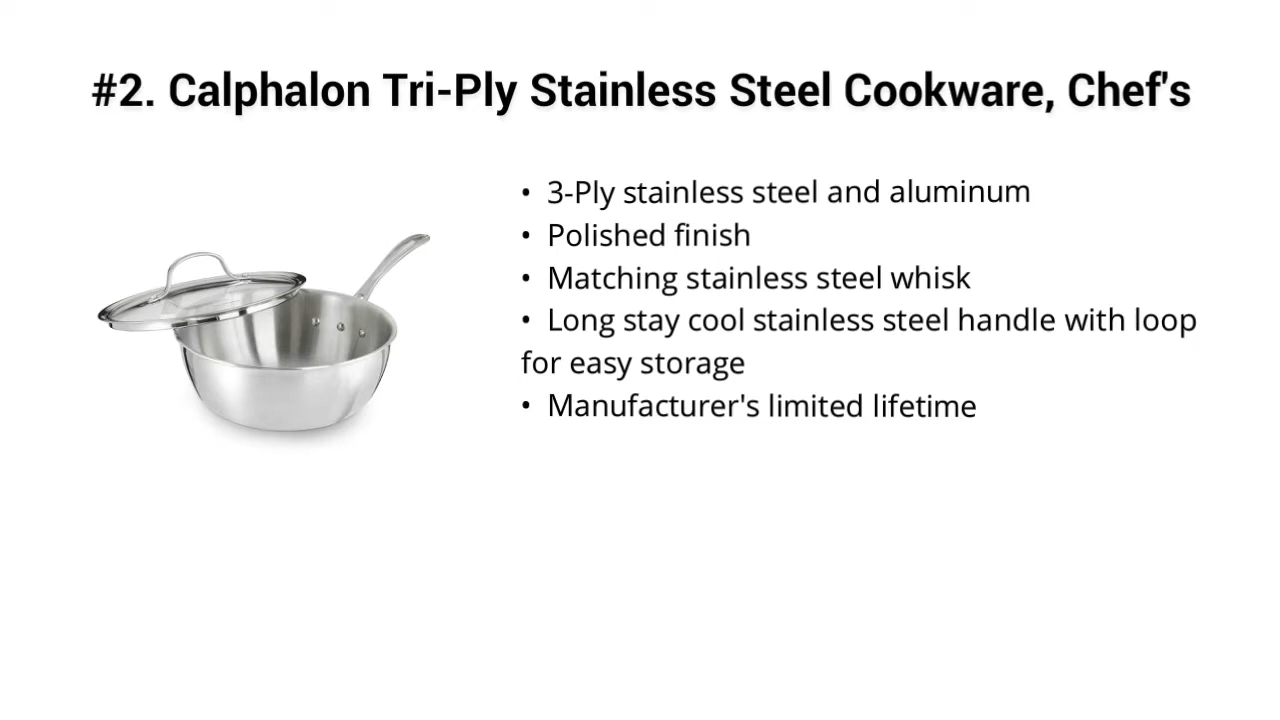 #2. Calphalon Tri-Ply Stainless Steel Cookware, Chef's
• 3-Ply stainless steel and aluminum
• Polished finish
• Matching stainless steel whisk
• Long stay cool stainless steel handle with loop
for easy storage
• Manufacturer's limited lifetime